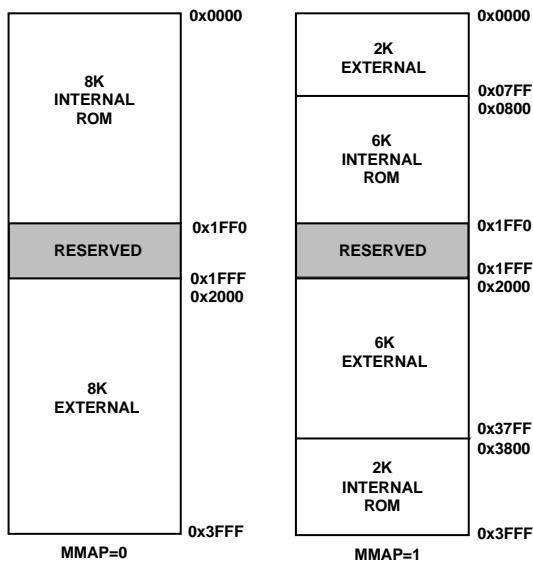 0x0000
8K
INTERNAL
ROM
0x1FF0
RESERVED
0x1FFF
0x2000
8K
EXTERNAL
0x3FFF
MMAP=0
0x0000
2K
EXTERNAL
0x07FF
0x0800
6K
INTERNAL
ROM
0x1FF0
RESERVED
0x1FFF
0x2000
6K
EXTERNAL
0x37FF
0x3800
2K
INTERNAL
ROM
0x3FFF
MMAP=1